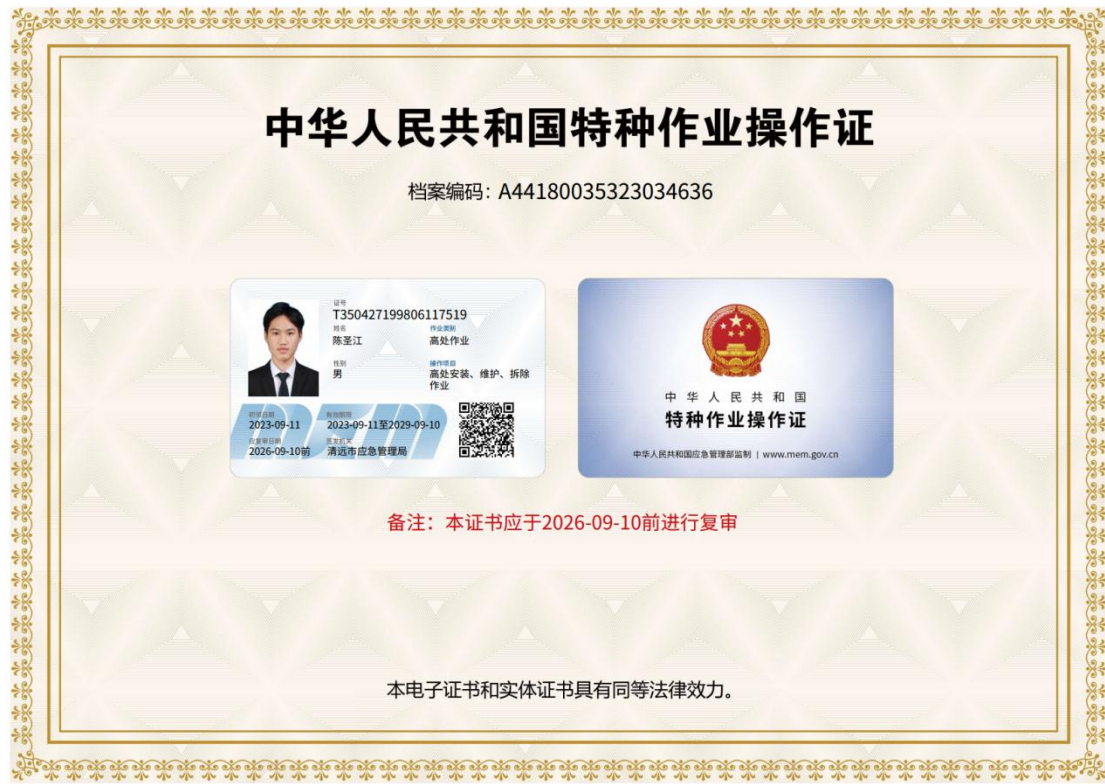 中华人民共和国特种作业操作证
档案编码：A44180035323034636
证号
T350427199806117519
姓名
作业类别
陈圣江
高处作业
性别
操作项目
男
高处安装、维护、拆除
作业
初领日期
有效期限
2023-09-11
2023-09-11至2029-09-10
应复审日期
签发机关
2026-09-10前
清远市应急管理局
中华人民共和国
特种作业操作证
中华人民共和国应急管理部监制 | www.mem.gov.cn
备注：本证书应于2026-09-10前进行复审
本电子证书和实体证书具有同等法律效力。